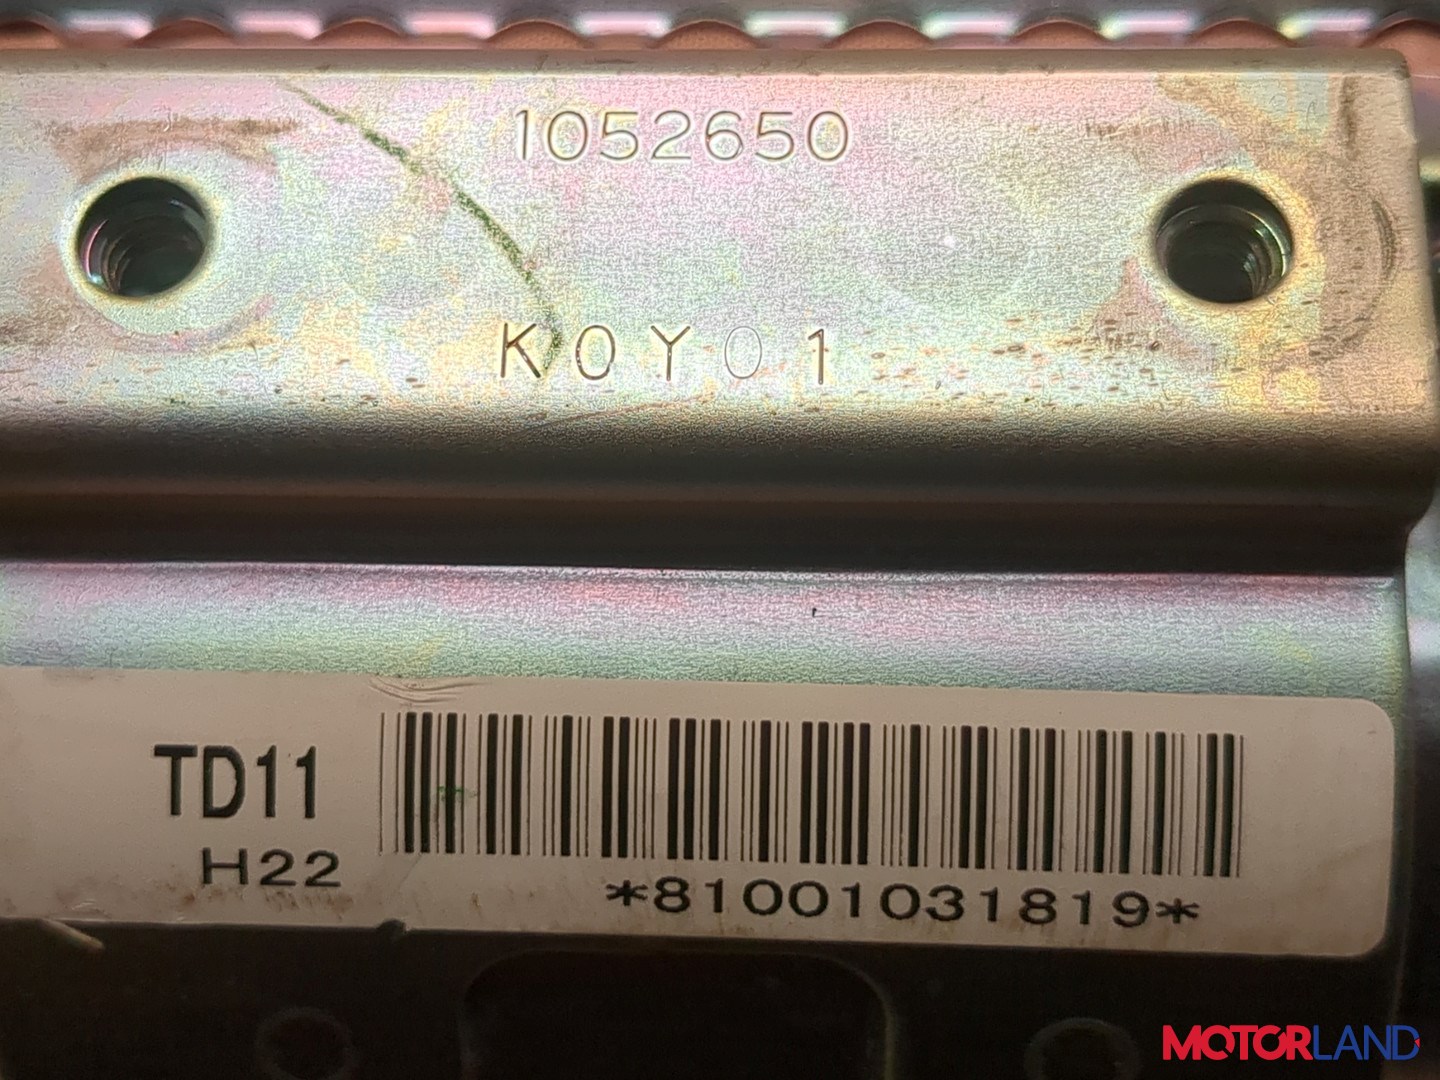 1052650
K0Y01
TD11
H22
*81001031819*
MOTORLAND